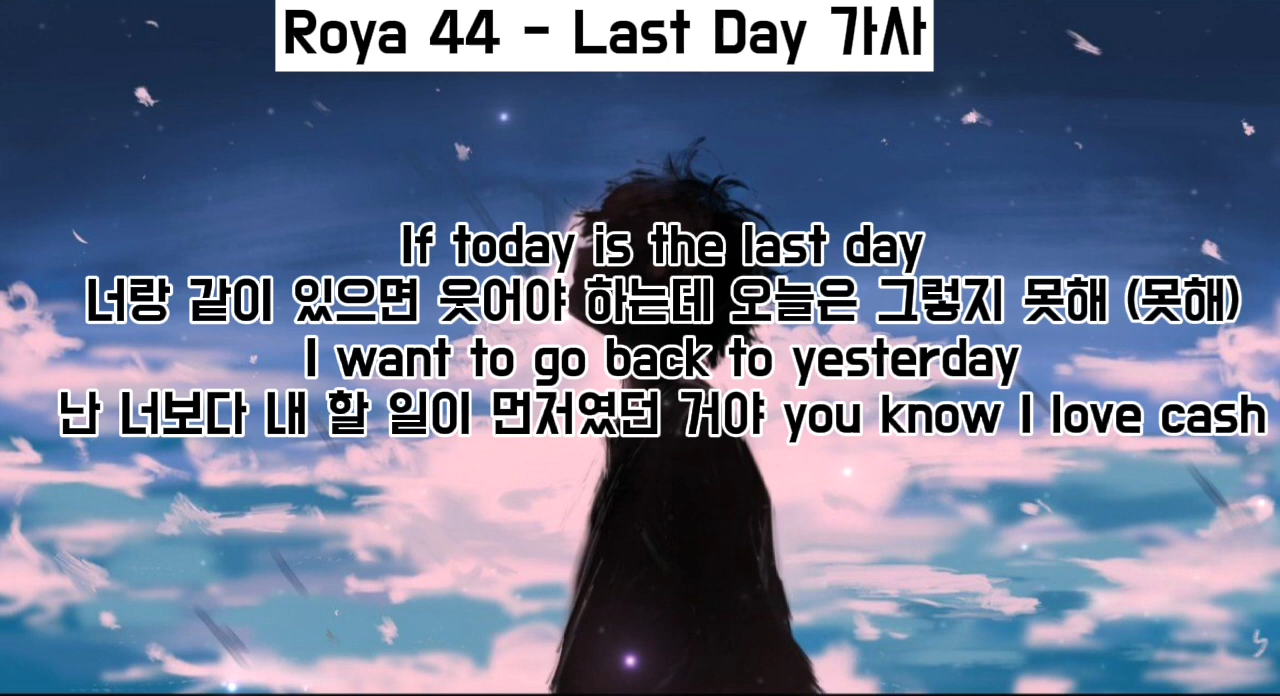 Roya 44 - Last Day 가사
If today is the last day
너랑 같이 있으면 웃어야 하는데 오늘은 그렇지 못해 (못해)
I want to go back to yesterday
난 너보다 내 할 일이 먼저였던 거야 you know I love cash